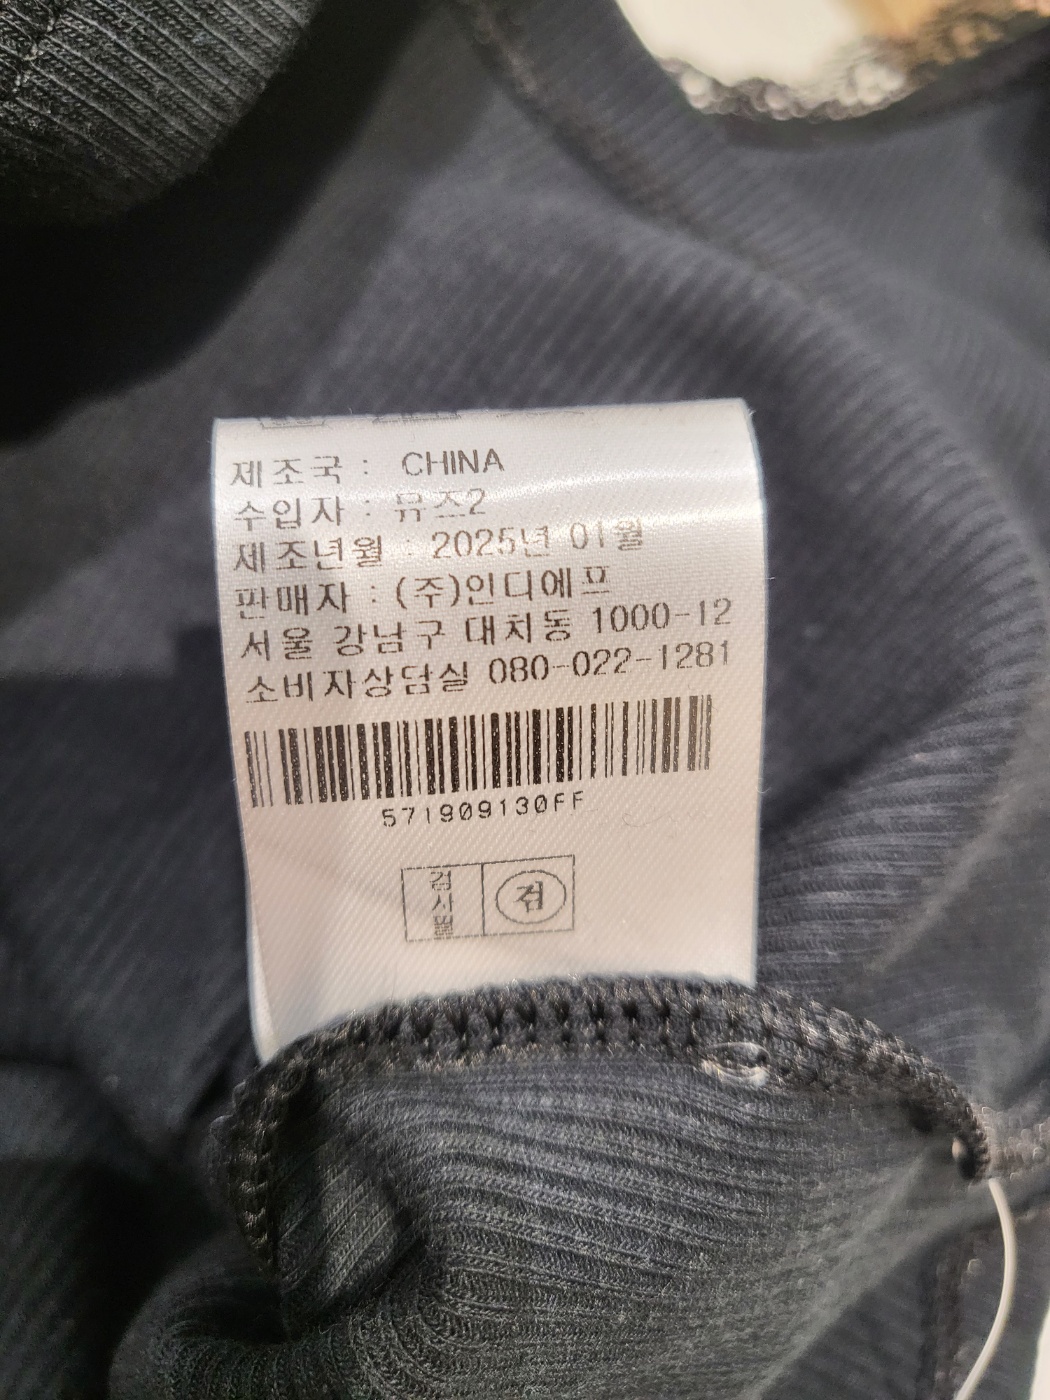 제조국 : CHINA
수입자 : 뮤즈2
제조년월 : 2025년 01월
판매자 : (주)인디에프
서울 강남구 대치동 1000-12
소비자상담실 080-022-1281
571909130FF
검사필
검